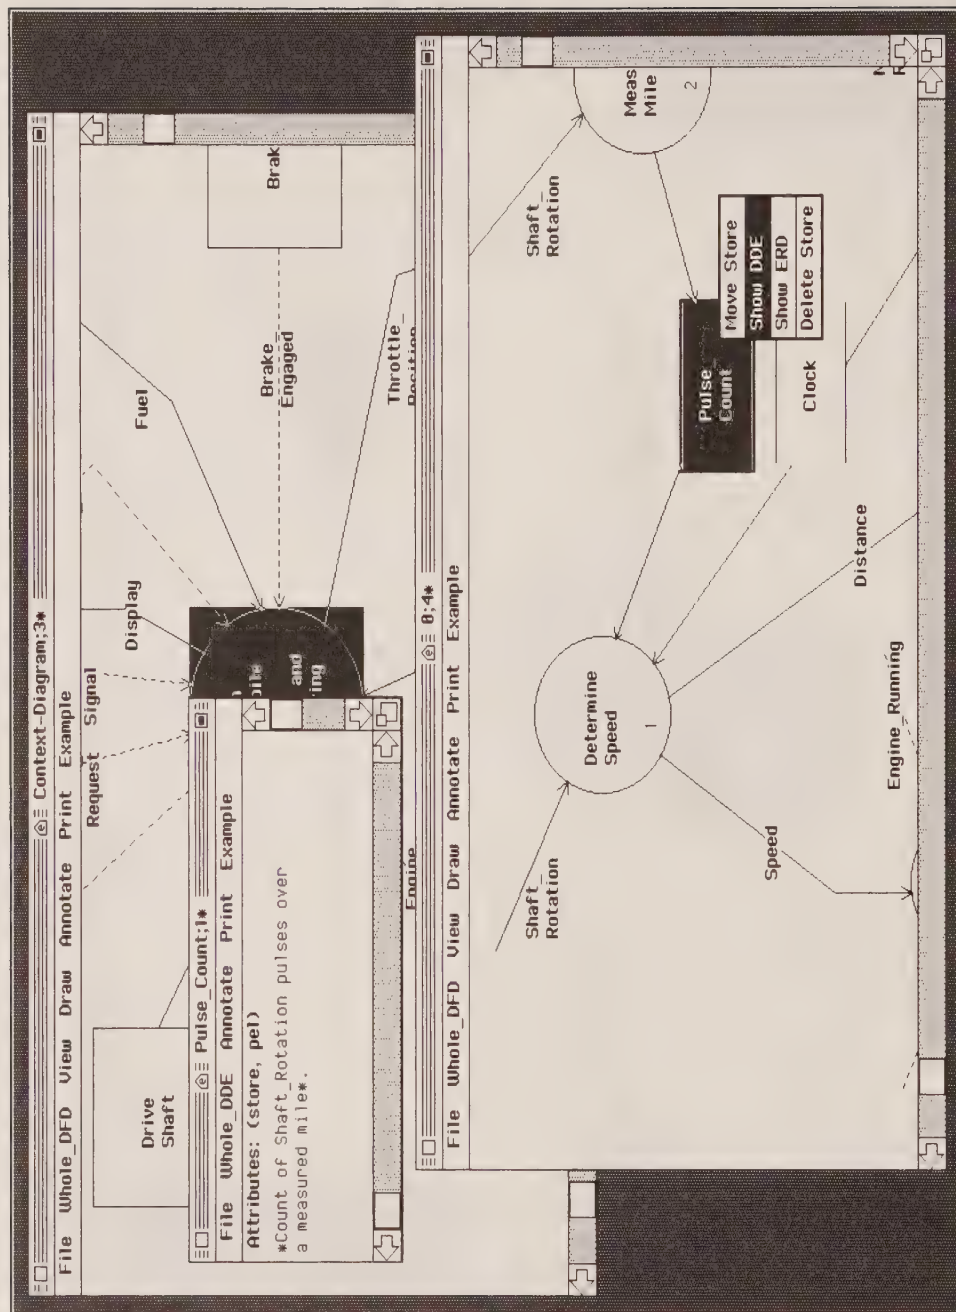 Context-Diagram;3*
File Whole_DFD View Draw Annotate Print Example
Request
Signal
Display
Fuel
Drive
Shaft
Brake_
Engaged
Brak
Throttle_
and
Engine
Pulse_Count;1*
File Whole_DDE Annotate Print Example
Attributes: (store, pel)
*Count of Shaft_Rotation pulses over
a measured mile*.
0;4*
File Whole_DFD View Draw Annotate Print Example
Shaft_
Rotation
Shaft_
Rotation
Meas
Mile
2
Determine
Speed
1
Pulse_
Count
Move Store
Show DDE
Show ERD
Delete Store
Clock
Speed
Distance
Engine_Running